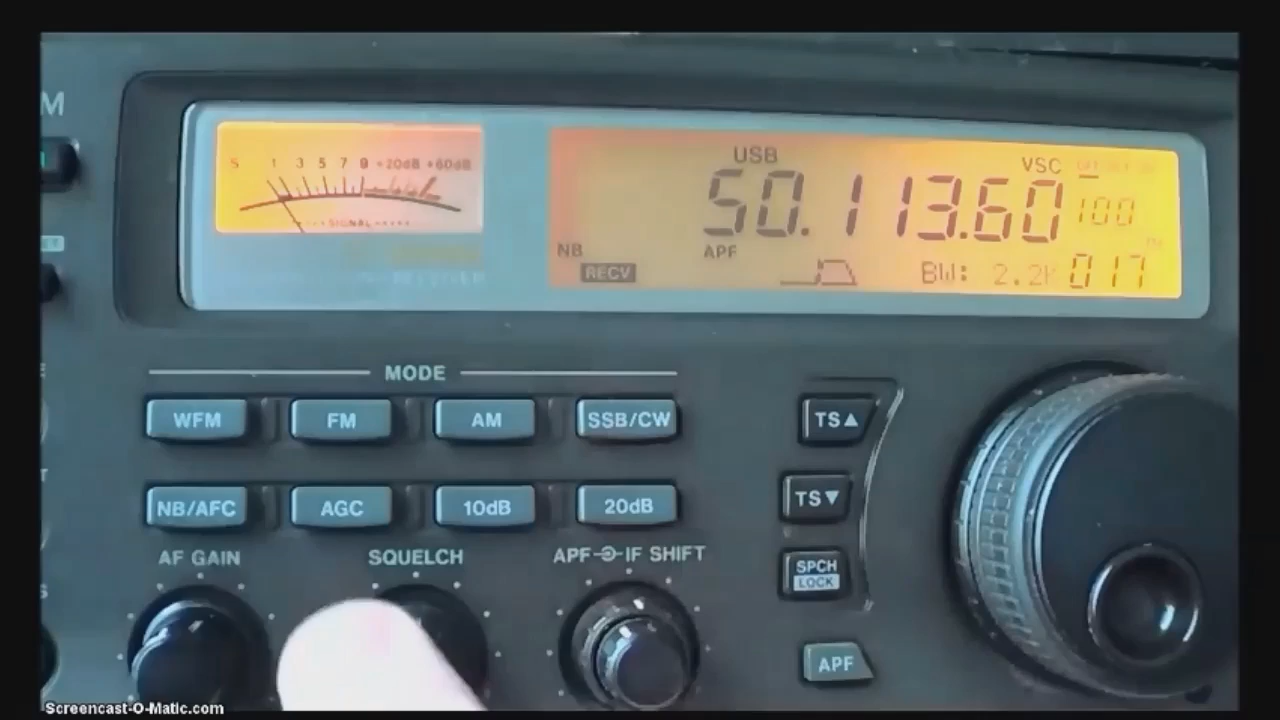 M
S 1 3 5 7 9 +20dB +60dB
SIGNAL
USB
VSC
50.113.60
100
NB
APF
RECV
BW: 2.2K
017
MODE
WFM FM AM SSB/CW
TS▲
NB/AFC AGC 10dB 20dB
TS▼
AF GAIN SQUELCH APF IF SHIFT
SPCH
LOCK
APF
Screencast-O-Matic.com